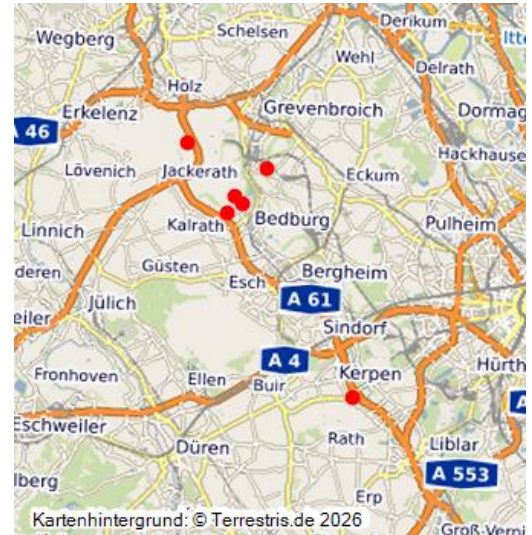 Derikum
Wegberg
Schelsen
Itte
Wehl
Delrath
Holz
Erkelenz
Grevenbroich
Dormag
A 46
Hackhause
Lövenich
Jackerath
Eckum
Linnich
Kalrath
Bedburg
Pulheim
deren
Güsten
Esch
Bergheim
Jülich
A 61
eiler
Sindorf
A 4
Hürth
Fronhoven
Ellen
Buir
Kerpen
A
Eschweiler
Düren
Rath
Liblar
A 553
lberg
Erp
Kartenhintergrund: © Terrestris.de 2026
Groß-Verni